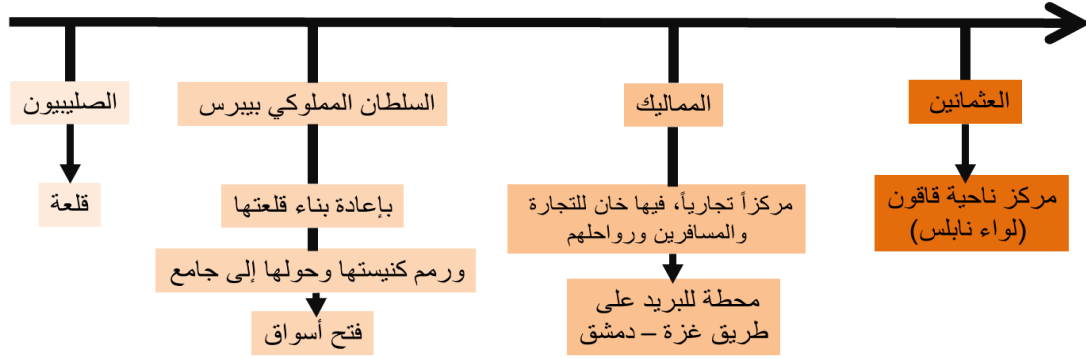 الصليبيون
قلعة
السلطان المملوكي بيبرس
بإعادة بناء قلعتها
ورمم كنيستها وحولها إلى جامع
فتح أسواق
المماليك
مركزاً تجارياً، فيها خان للتجارة
والمسافرين ورواحلهم
محطة للبريد على
طريق غزة – دمشق
العثمانين
مركز ناحية قاقون
(لواء نابلس)